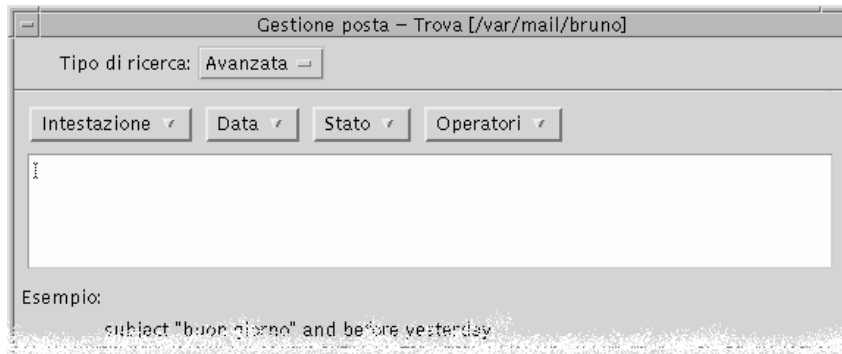 Gestione posta – Trova [/var/mail/bruno]
Tipo di ricerca: Avanzata
Intestazione Data Stato Operatori
Esempio:
subject "buon giorno" and before yesterday